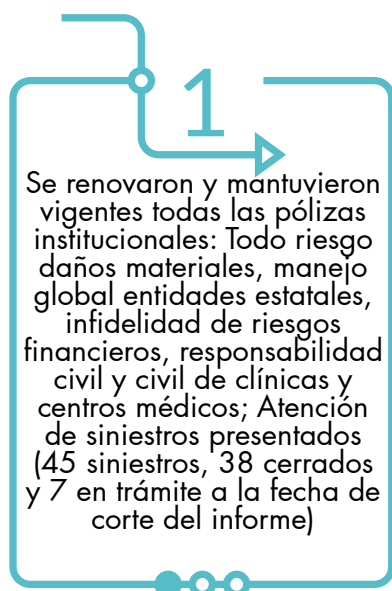 1
Se renovaron y mantuvieron
vigentes todas las pólizas
institucionales: Todo riesgo
daños materiales, manejo
global entidades estatales,
infidelidad de riesgos
financieros, responsabilidad
civil y civil de clínicas y
centros médicos; Atención
de siniestros presentados
(45 siniestros, 38 cerrados
y 7 en trámite a la fecha de
corte del informe)